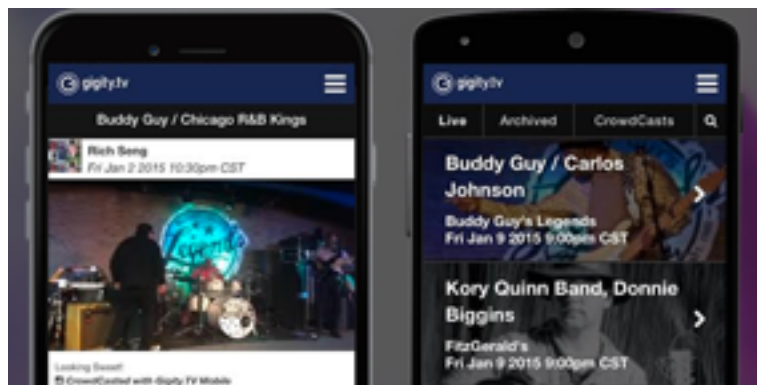 gigity.tv
Buddy Guy / Chicago R&B Kings
Rich Seng
Fri Jan 2 2015 10:30pm CST
Legends
Looking Sweet!
CrowdCasted with Gigity.TV Mobile
gigity.tv
Live Archived CrowdCasts
Buddy Guy / Carlos
Johnson
Buddy Guy's Legends
Fri Jan 9 2015 9:00pm CST
Kory Quinn Band, Donnie
Biggins
FitzGerald's
Fri Jan 9 2015 9:00pm CST